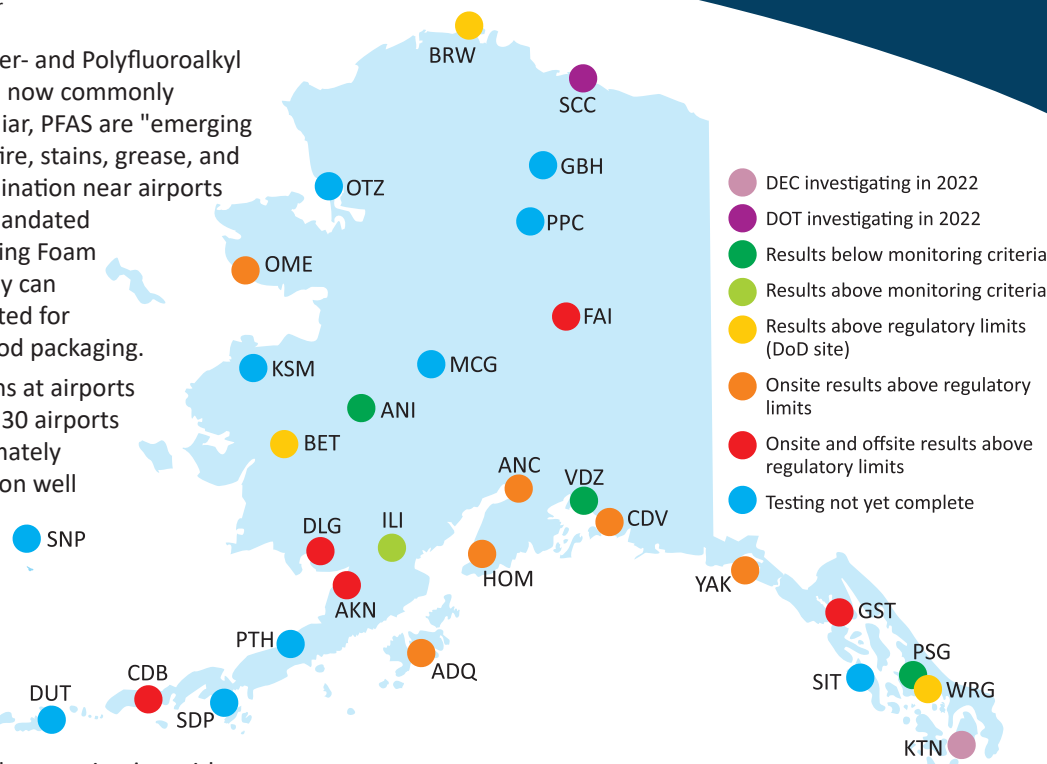 er- and Polyfluoroalkyl
now commonly
iar, PFAS are "emerging
ire, stains, grease, and
ination near airports
andated
ing Foam
y can
ted for
od packaging.
ns at airports
30 airports
nately
on well
BRW
SCC
GBH
OTZ
PPC
OME
FAI
KSM
MCG
ANI
BET
ANC
VDZ
CDV
DLG
ILI
SNP
HOM
AKN
YAK
GST
PTH
ADQ
PSG
SIT
WRG
CDB
DUT
SDP
KTN
DEC investigating in 2022
DOT investigating in 2022
Results below monitoring criteria
Results above monitoring criteria
Results above regulatory limits
(DoD site)
Onsite results above regulatory
limits
Onsite and offsite results above
regulatory limits
Testing not yet complete